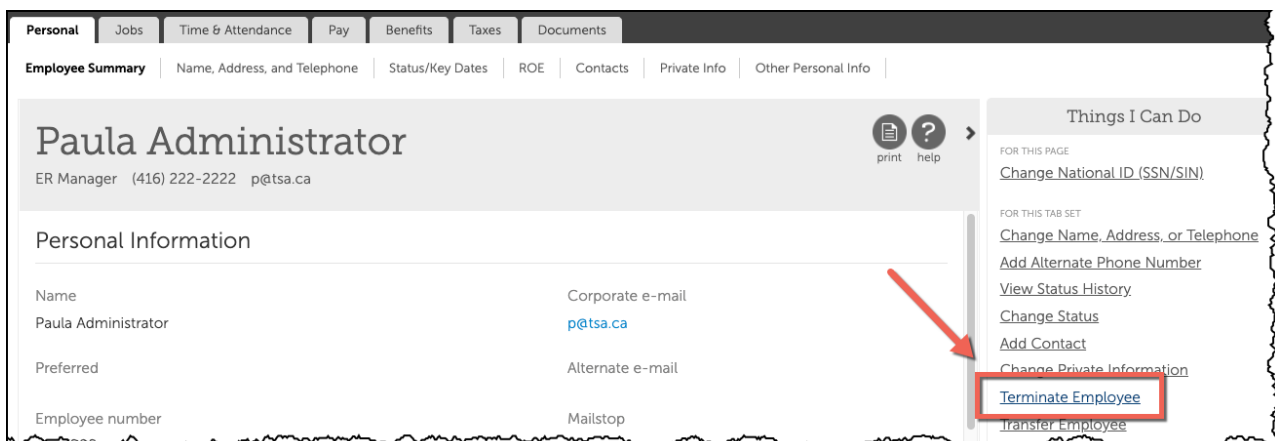 Personal Jobs Time & Attendance Pay Benefits Taxes Documents
Employee Summary Name, Address, and Telephone Status/Key Dates ROE Contacts Private Info Other Personal Info
Paula Administrator
ER Manager (416) 222-2222 p@tsa.ca
print help
Personal Information
Name
Paula Administrator
Corporate e-mail
p@tsa.ca
Preferred
Alternate e-mail
Employee number
Mailstop
Things I Can Do
FOR THIS PAGE
Change National ID (SSN/SIN)
FOR THIS TAB SET
Change Name, Address, or Telephone
Add Alternate Phone Number
View Status History
Change Status
Add Contact
Change Private Information
Terminate Employee
Transfer Employee